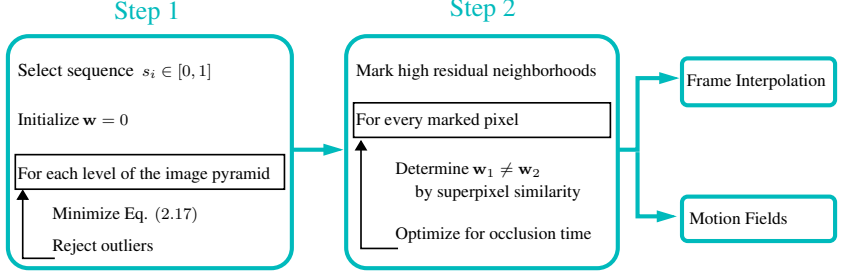 Step 1
Select sequence s_i ∈ [0, 1]
Initialize w = 0
For each level of the image pyramid
Minimize Eq. (2.17)
Reject outliers
Step 2
Mark high residual neighborhoods
For every marked pixel
Determine w₁ ≠ w₂
by superpixel similarity
Optimize for occlusion time
Frame Interpolation
Motion Fields